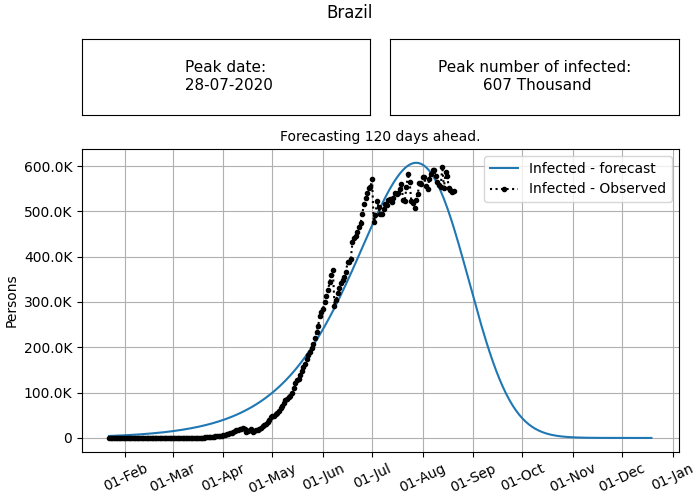 Brazil
Peak date:
28-07-2020
Peak number of infected:
607 Thousand
Forecasting 120 days ahead.
Infected - forecast
Infected - Observed
Persons
600.0K
500.0K
400.0K
300.0K
200.0K
100.0K
0
01-Feb
01-Mar
01-Apr
01-May
01-Jun
01-Jul
01-Aug
01-Sep
01-Oct
01-Nov
01-Dec
01-Jan